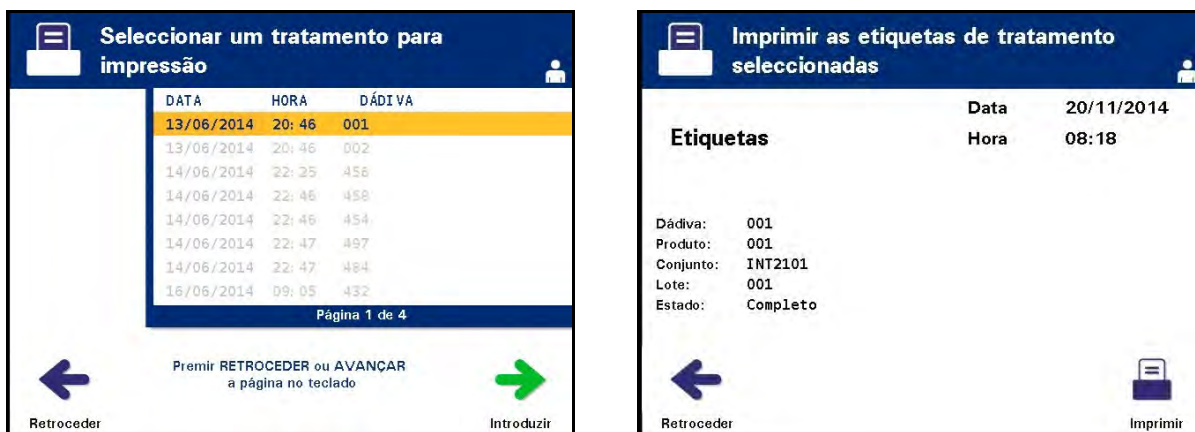 Seleccionar um tratamento para
impressão
DATA HORA DÁDIVA
13/06/2014 20:46 001
13/06/2014 20:46 002
14/06/2014 22:25 456
14/06/2014 22:46 458
14/06/2014 22:46 454
14/06/2014 22:47 497
14/06/2014 22:47 484
16/06/2014 09:05 432
Página 1 de 4
Premir RETROCEDER ou AVANÇAR
a página no teclado
Retroceder Introduzir
Imprimir as etiquetas de tratamento
seleccionadas
Data 20/11/2014
Etiquetas Hora 08:18
Dádiva: 001
Produto: 001
Conjunto: INT2101
Lote: 001
Estado: Completo
Retroceder Imprimir